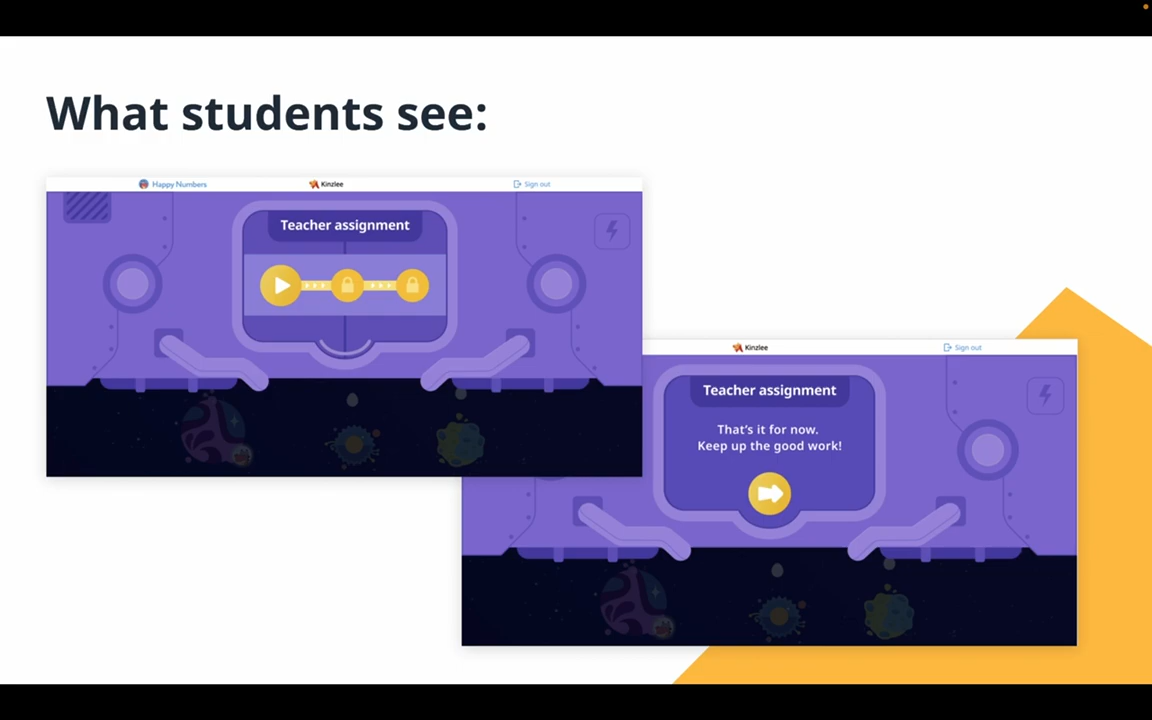 What students see:
Happy Numbers
Kinzlee
Sign out
Teacher assignment
Kinzlee
Sign out
Teacher assignment
That's it for now.
Keep up the good work!